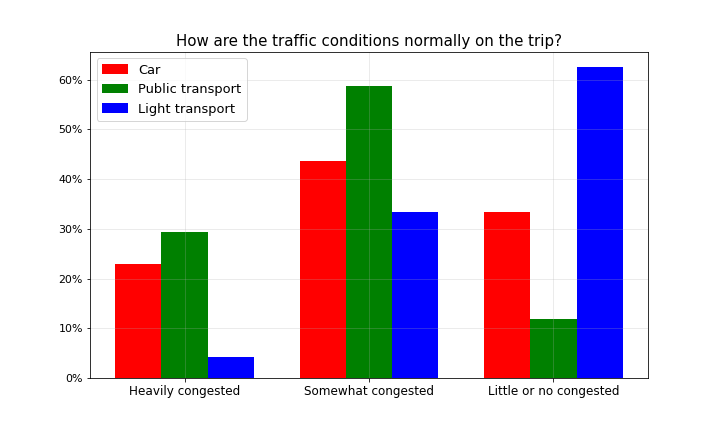 How are the traffic conditions normally on the trip?
Car
Public transport
Light transport
60%
50%
40%
30%
20%
10%
0%
Heavily congested
Somewhat congested
Little or no congested